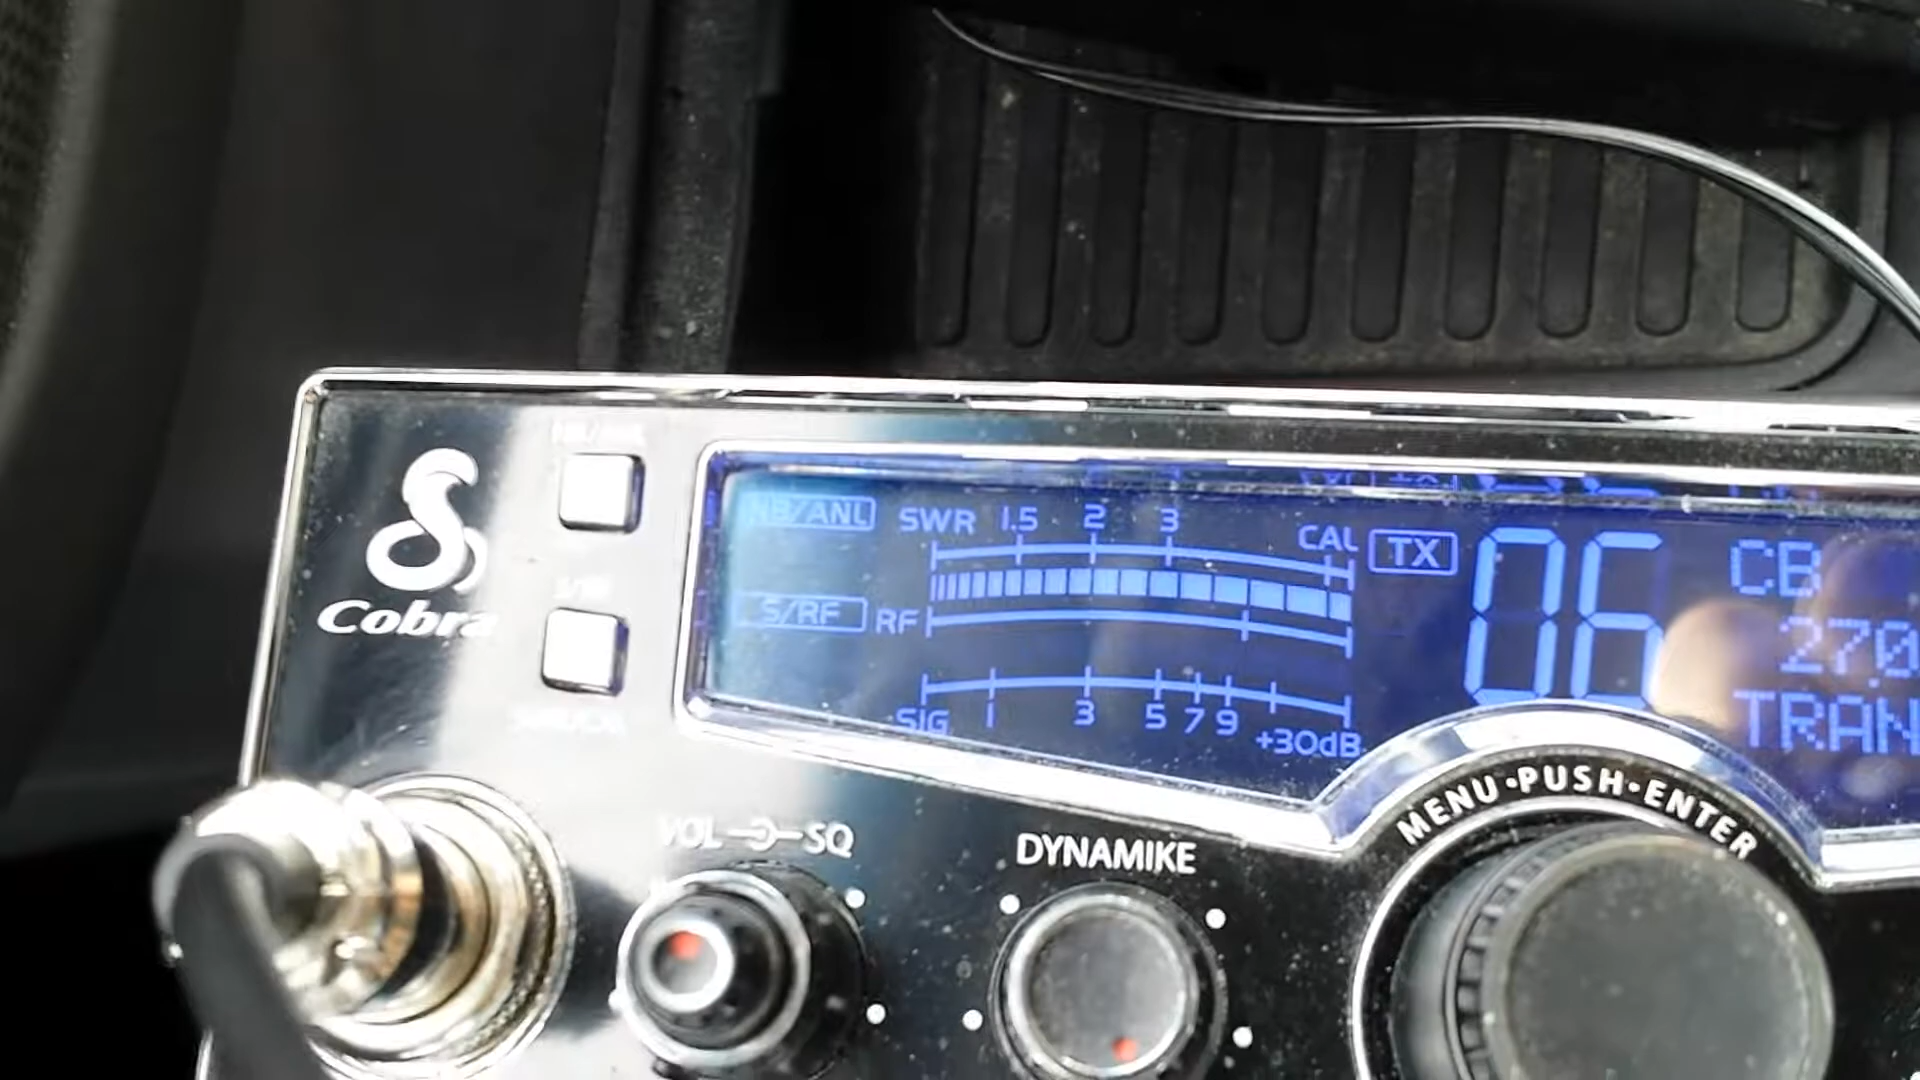 Cobra
NB/ANL
SWR 1.5 2 3
CAL
TX
06
CB
S/RF
RF
27.0
TRAN
SIG 1 3 5 7 9
+30dB
MENU•PUSH•ENTER
VOL SQ
DYNAMIKE